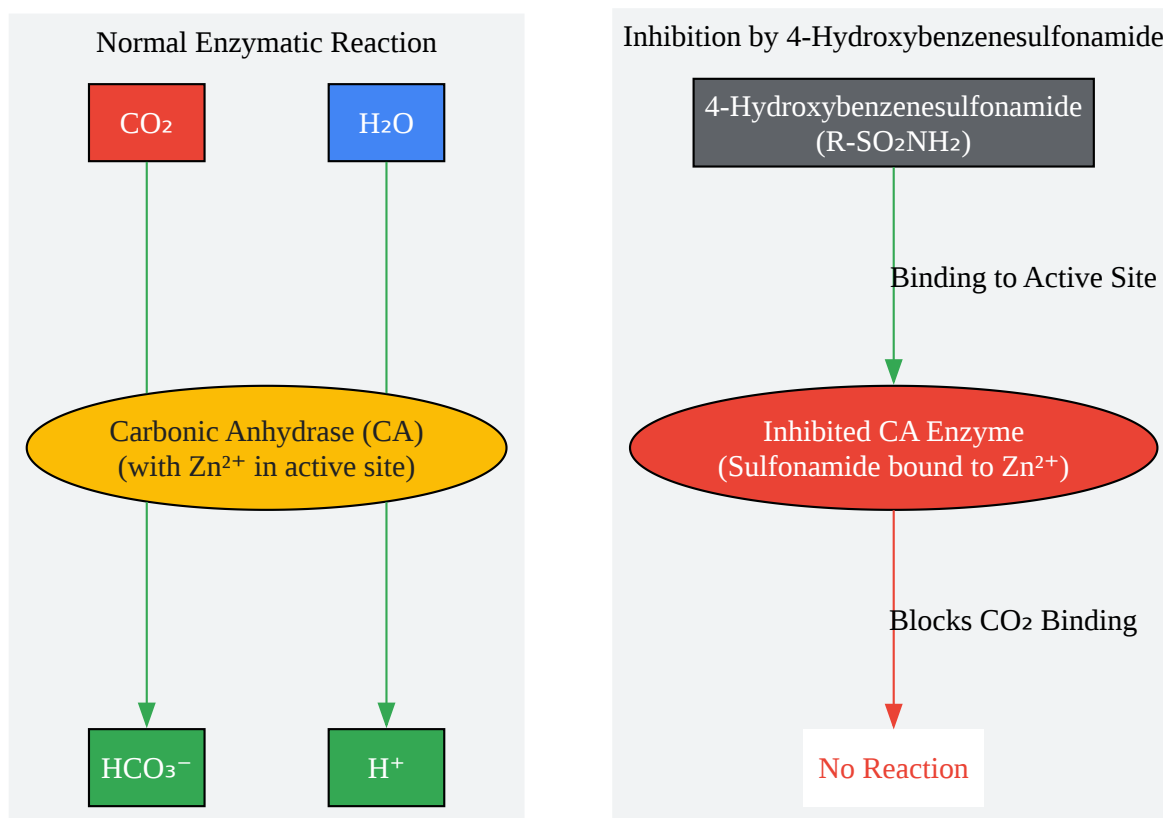 Normal Enzymatic Reaction
CO₂
H₂O
Carbonic Anhydrase (CA)
(with Zn²⁺ in active site)
HCO₃⁻
H⁺
Inhibition by 4-Hydroxybenzenesulfonamide
4-Hydroxybenzenesulfonamide
(R-SO₂NH₂)
Binding to Active Site
Inhibited CA Enzyme
(Sulfonamide bound to Zn²⁺)
Blocks CO₂ Binding
No Reaction